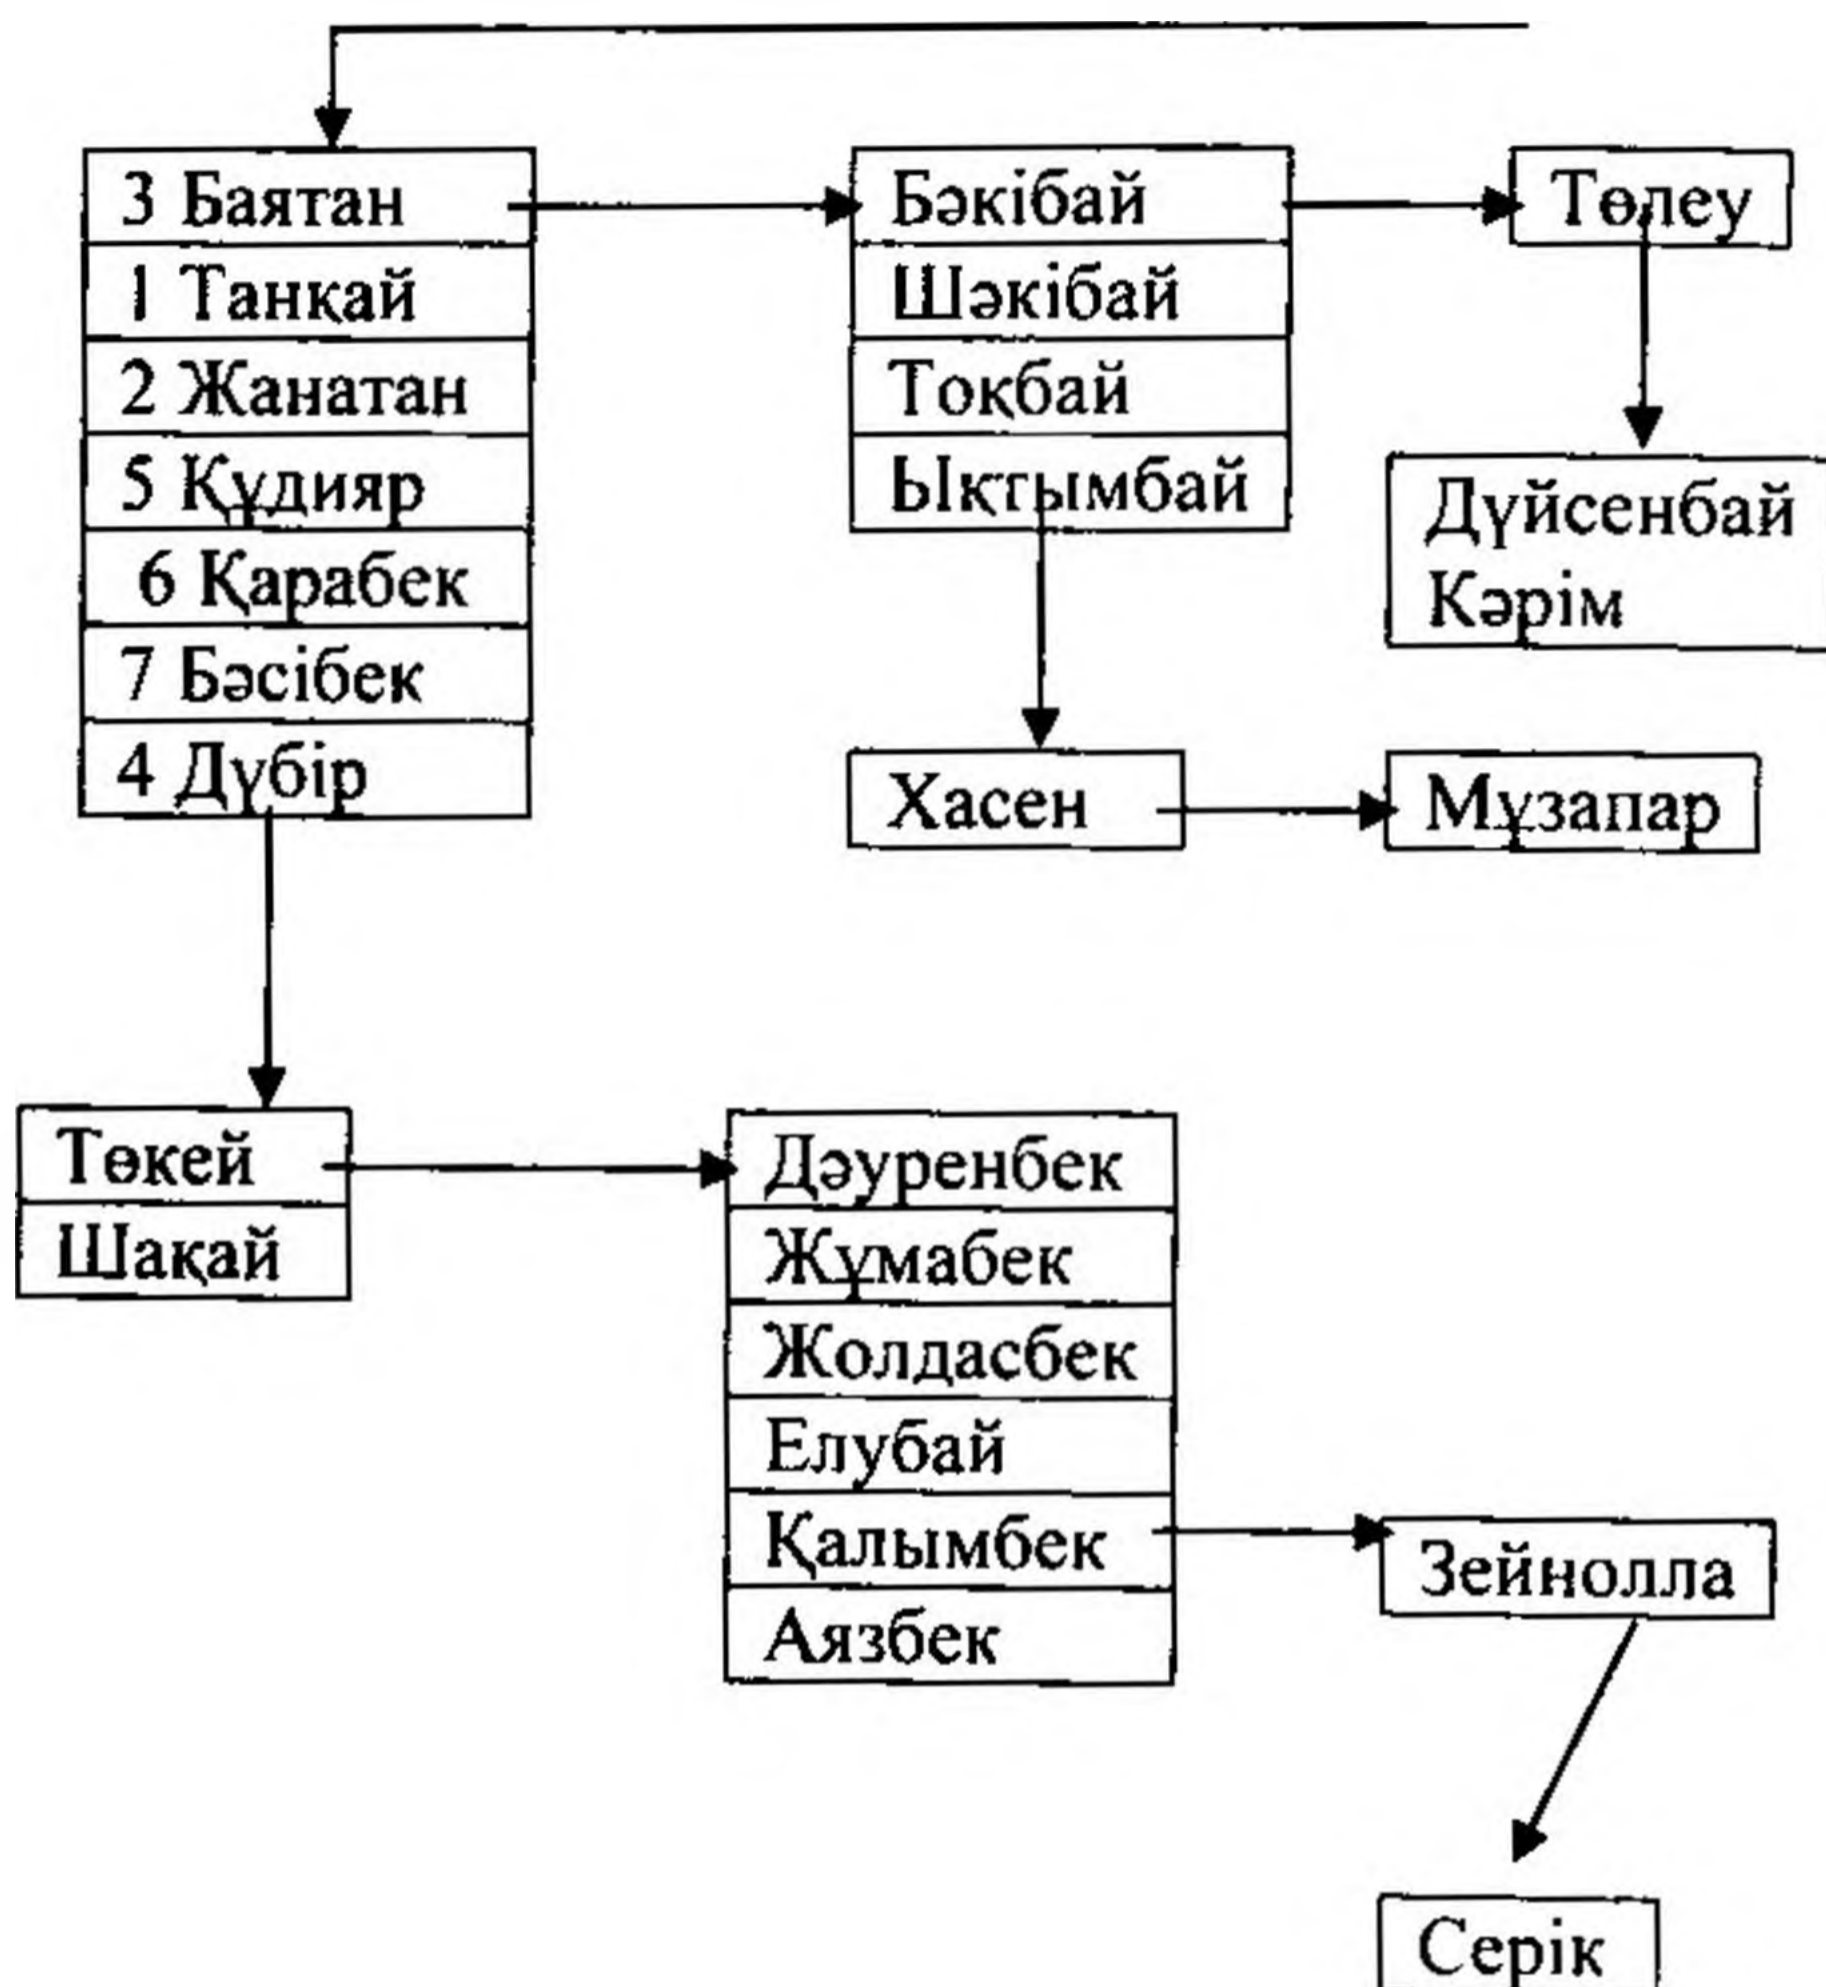 3 Баятан
1 Танқай
2 Жанатан
5 Құдияр
6 Қарабек
7 Бәсібек
4 Дүбір
Бәкібай
Шәкібай
Тоқбай
Ықтымбай
Төлеу
Дүйсенбай
Кәрім
Хасен
Мұзапар
Төкей
Шақай
Дәуренбек
Жұмабек
Жолдасбек
Елубай
Қалымбек
Аязбек
Зейнолла
Серік